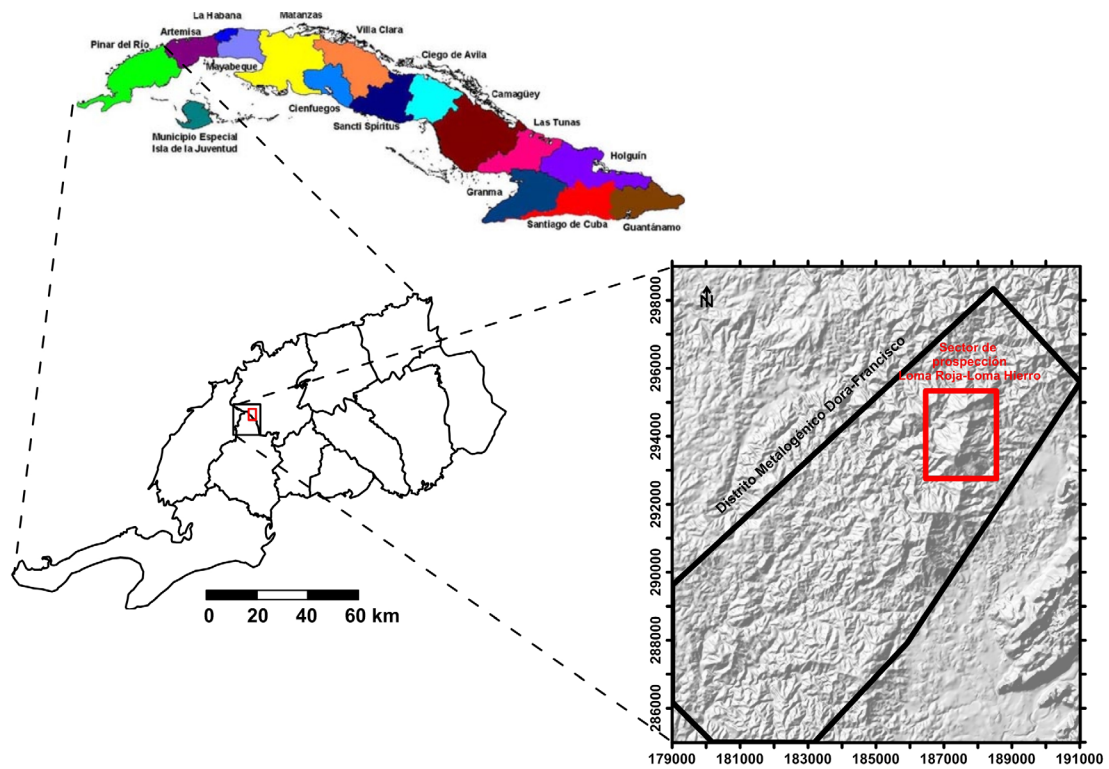 La Habana
Matanzas
Artemisa
Villa Clara
Pinar del Río
Ciego de Avila
Mayabeque
Camagüey
Cienfuegos
Sancti Spíritus
Las Tunas
Municipio Especial
Isla de la Juventud
Holguín
Granma
Santiago de Cuba
Guantánamo
N
Sector de
prospección
Loma Roja-Loma Hierro
Distrito Metalogénico Dora-Francisco
298000
296000
294000
292000
290000
288000
286000
0 20 40 60 km
179000 181000 183000 185000 187000 189000 191000